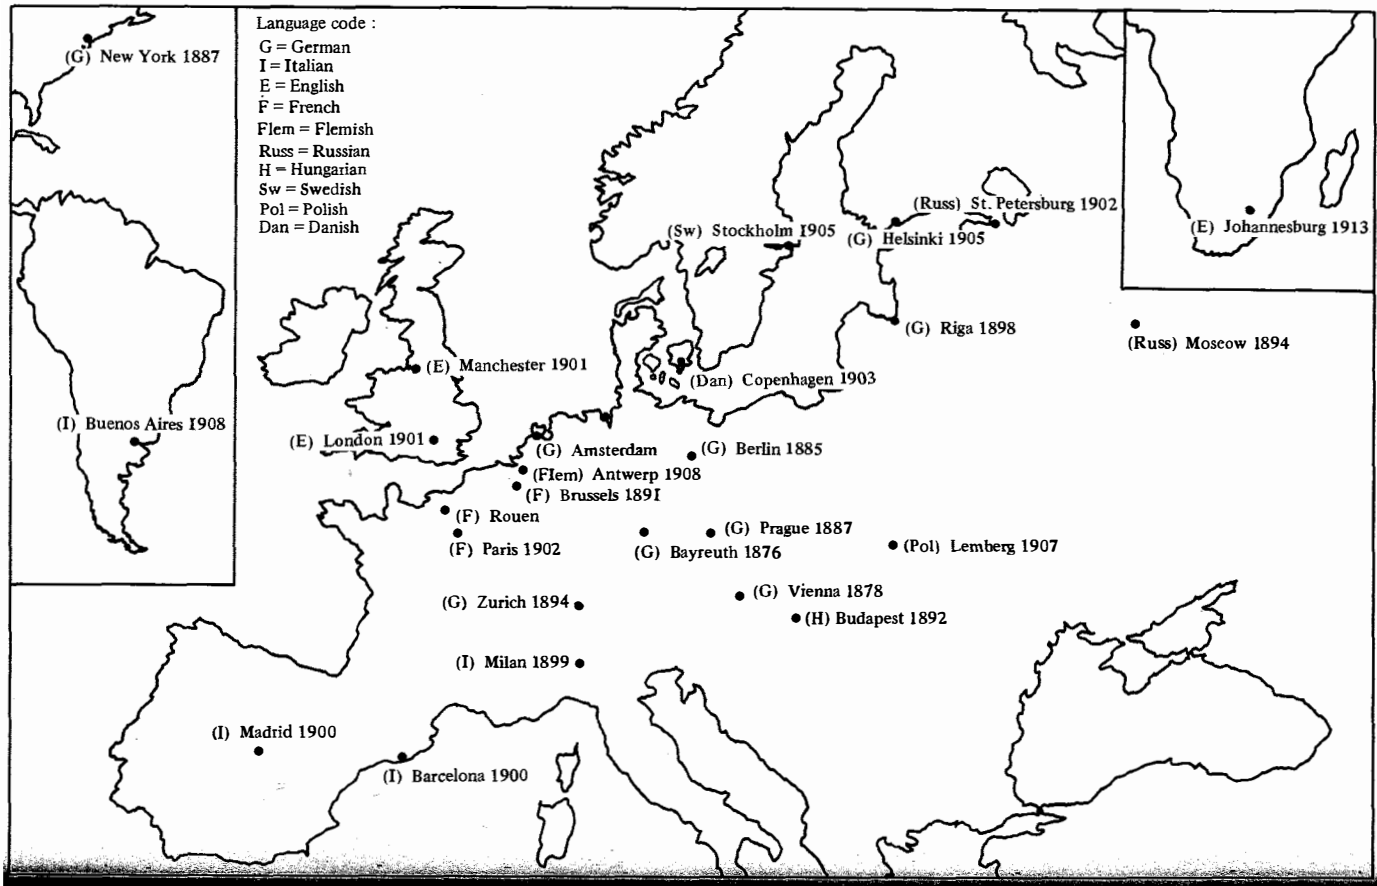 Language code :
G = German
I = Italian
E = English
F = French
Flem = Flemish
Russ = Russian
H = Hungarian
Sw = Swedish
Pol = Polish
Dan = Danish
(G) New York 1887
(I) Buenos Aires 1908
(Russ) St. Petersburg 1902
(Sw) Stockholm 1905
(G) Helsinki 1905
(E) Johannesburg 1913
(G) Riga 1898
(Russ) Moscow 1894
(E) Manchester 1901
(Dan) Copenhagen 1903
(E) London 1901
(G) Amsterdam
(G) Berlin 1885
(Flem) Antwerp 1908
(F) Brussels 1891
(F) Rouen
(F) Paris 1902
(G) Prague 1887
(G) Bayreuth 1876
(Pol) Lemberg 1907
(G) Zurich 1894
(G) Vienna 1878
(H) Budapest 1892
(I) Milan 1899
(I) Madrid 1900
(I) Barcelona 1900